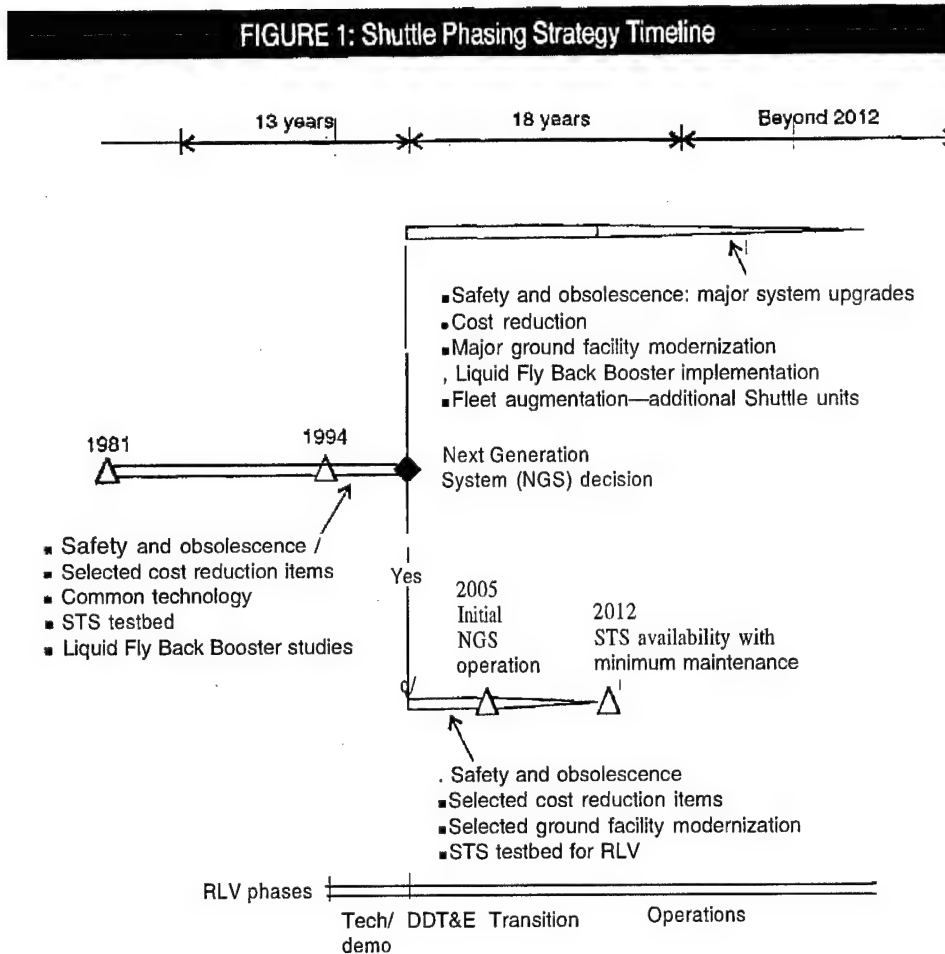 FIGURE 1: Shuttle Phasing Strategy Timeline
13 years
18 years
Beyond 2012
▪Safety and obsolescence: major system upgrades
▪Cost reduction
▪Major ground facility modernization
, Liquid Fly Back Booster implementation
▪Fleet augmentation—additional Shuttle units
1981
1994
Next Generation
System (NGS) decision
▪ Safety and obsolescence /
▪ Selected cost reduction items
▪ Common technology
▪ STS testbed
▪ Liquid Fly Back Booster studies
Yes
2005
Initial
NGS
operation
2012
STS availability with
minimum maintenance
. Safety and obsolescence
▪Selected cost reduction items
▪Selected ground facility modernization
▪STS testbed for RLV
RLV phases
Tech/
demo
DDT&E
Transition
Operations